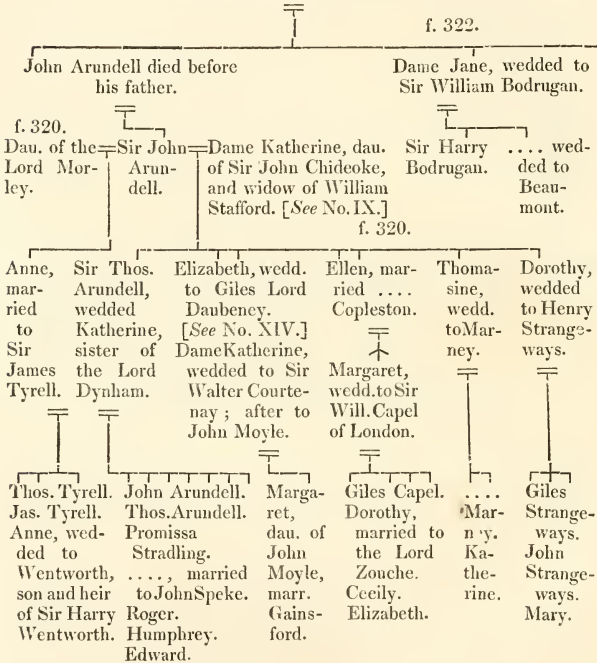 f. 322.
John Arundell died before
his father.
Dame Jane, wedded to
Sir William Bodrugan.
f. 320.
Dau. of the
Lord Mor-
ley.
Sir John
Arun-
dell.
Dame Katherine, dau.
of Sir John Chideoke,
and widow of William
Stafford. [See No. IX.]
f. 320.
Sir Harry
Bodrugan.
.... wed-
ded to
Beau-
mont.
Anne,
mar-
ried
to
Sir
James
Tyrell.
Sir Thos.
Arundell,
wedded
Katherine,
sister of
the Lord
Dynham.
Elizabeth, wedd.
to Giles Lord
Daubeney.
[See No. XIV.]
Dame Katherine,
wedded to Sir
Walter Courte-
nay; after to
John Moyle.
Ellen, mar-
ried ....
Copleston.
Margaret,
wedd. to Sir
Will. Capel
of London.
Thoma-
sine,
wedd.
to Mar-
ney.
Dorothy,
wedded
to Henry
Strange-
ways.
Thos. Tyrell.
Jas. Tyrell.
Anne, wed-
ded to
Wentworth,
son and heir
of Sir Harry
Wentworth.
John Arundell.
Thos. Arundell.
Promissa
Stradling.
...., married
to John Speke.
Roger.
Humphrey.
Edward.
Marga-
ret,
dau. of
John
Moyle,
marr.
Gains-
ford.
Giles Capel.
Dorothy,
married to
the Lord
Zouche.
Cecily.
Elizabeth.
....
Mar-
n y.
Ka-
the-
rine.
Giles
Strange-
ways.
John
Strange-
ways.
Mary.